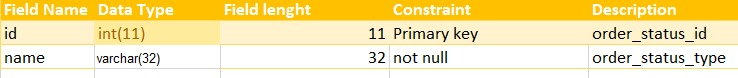 Field Name Data Type Field lenght Constraint Description
id int(11) 11 Primary key order_status_id
name varchar(32) 32 not null order_status_type